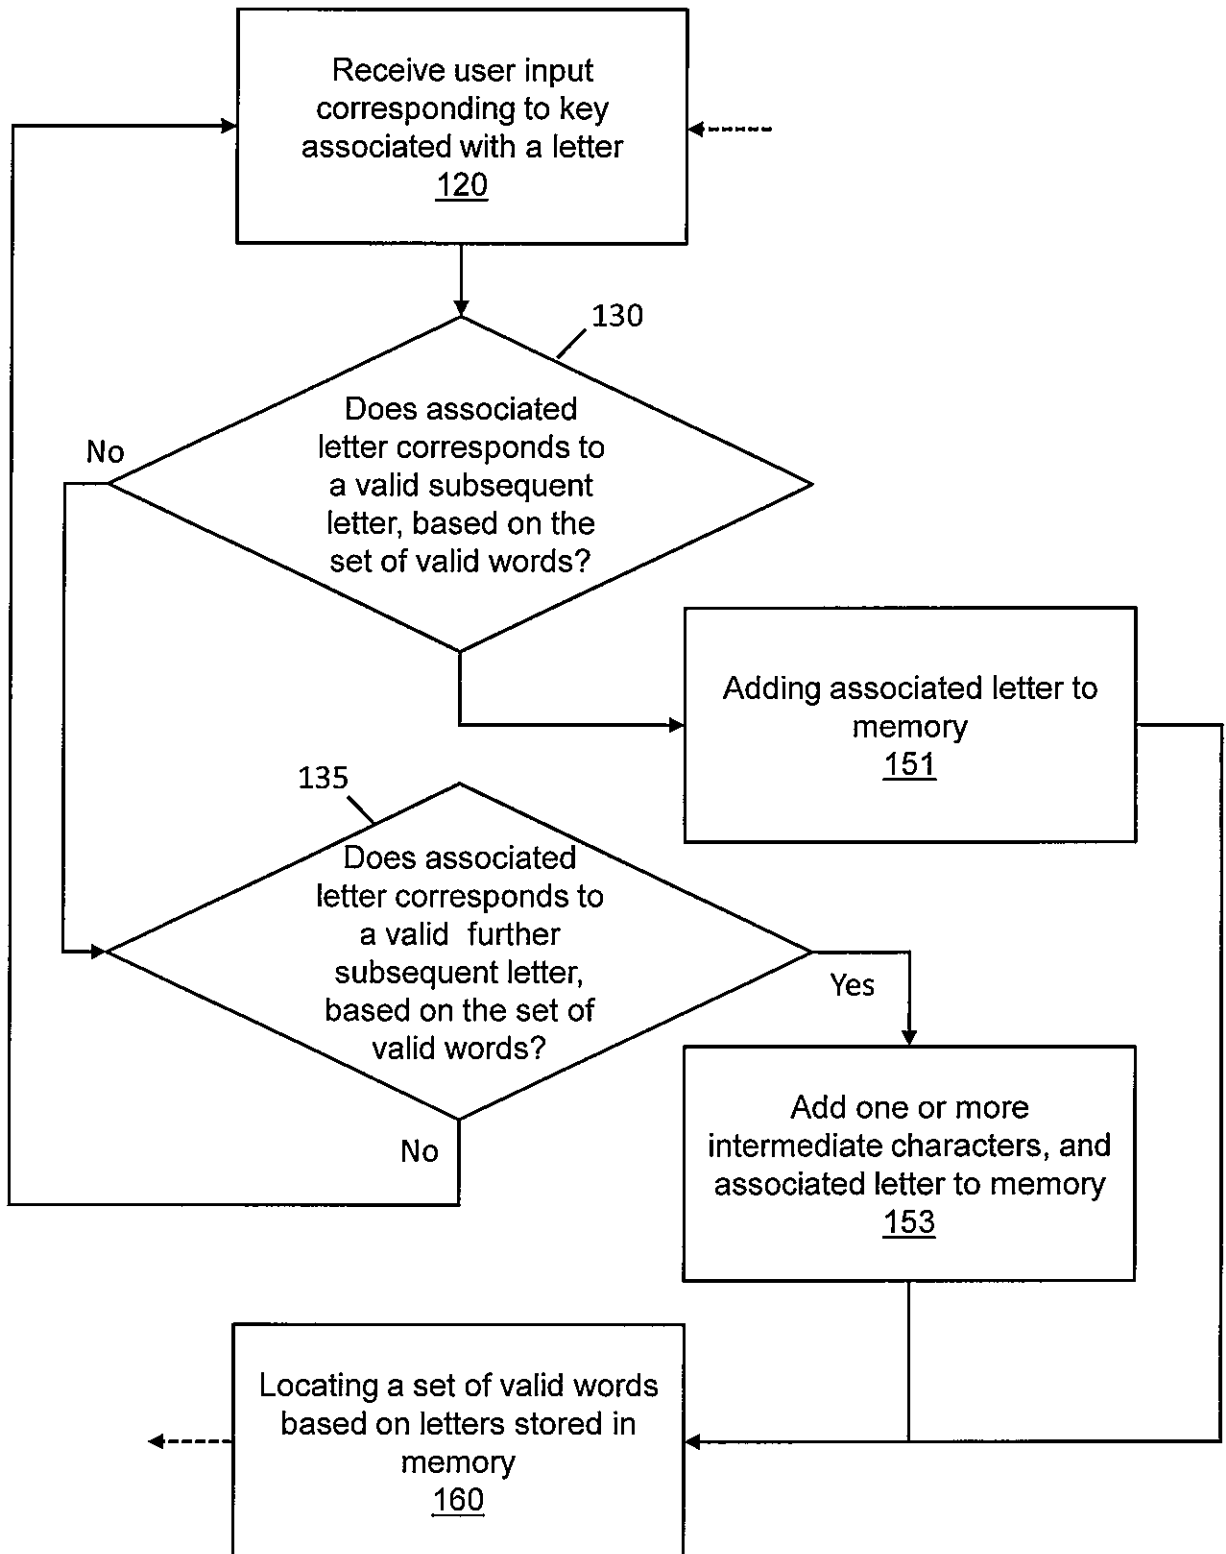 Receive user input
corresponding to key
associated with a letter
120
130
Does associated
letter corresponds to
a valid subsequent
letter, based on the
set of valid words?
No
Adding associated letter to
memory
151
135
Does associated
letter corresponds to
a valid further
subsequent letter,
based on the set of
valid words?
Yes
No
Add one or more
intermediate characters, and
associated letter to memory
153
Locating a set of valid words
based on letters stored in
memory
160